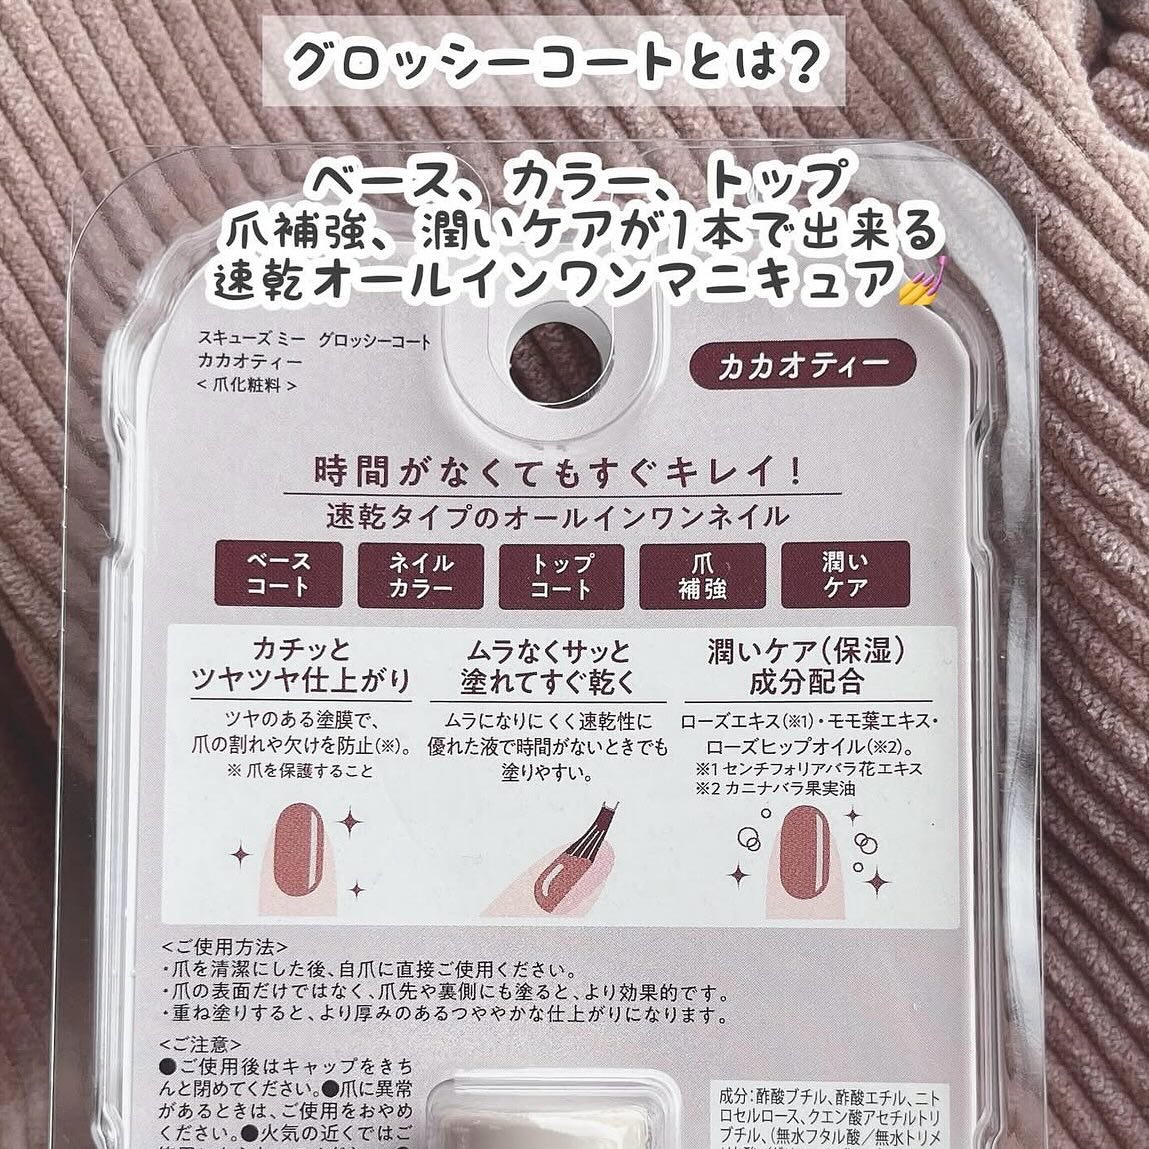 グロッシーコートとは？
ベース、カラー、トップ
爪補強、潤いケアが1本で出来る
速乾オールインワンマニキュア💅
スキューズ ミー グロッシーコート
カカオティー
< 爪化粧料 >
カカオティー
時間がなくてもすぐキレイ！
速乾タイプのオールインワンネイル
ベース
コート
ネイル
カラー
トップ
コート
爪
補強
潤い
ケア
カチッと
ツヤツヤ仕上がり
ツヤのある塗膜で、
爪の割れや欠けを防止(※)。
※ 爪を保護すること
ムラなくサッと
塗れてすぐ乾く
ムラになりにくく速乾性に
優れた液で時間がないときでも
塗りやすい。
潤いケア(保湿)
成分配合
ローズエキス(※1)・モモ葉エキス・
ローズヒップオイル(※2)。
※1 センチフォリアバラ花エキス
※2 カニナバラ果実油
<ご使用方法>
・爪を清潔にした後、自爪に直接ご使用ください。
・爪の表面だけではなく、爪先や裏側にも塗ると、より効果的です。
・重ね塗りすると、より厚みのあるつややかな仕上がりになります。
<ご注意>
●ご使用後はキャップをきち
んと閉めてください。●爪に異常
があるときは、ご使用をおやめ
ください。●火気の近くではご
成分：酢酸ブチル、酢酸エチル、ニト
ロセルロース、クエン酸アセチルトリ
ブチル、(無水フタル酸／無水トリメ